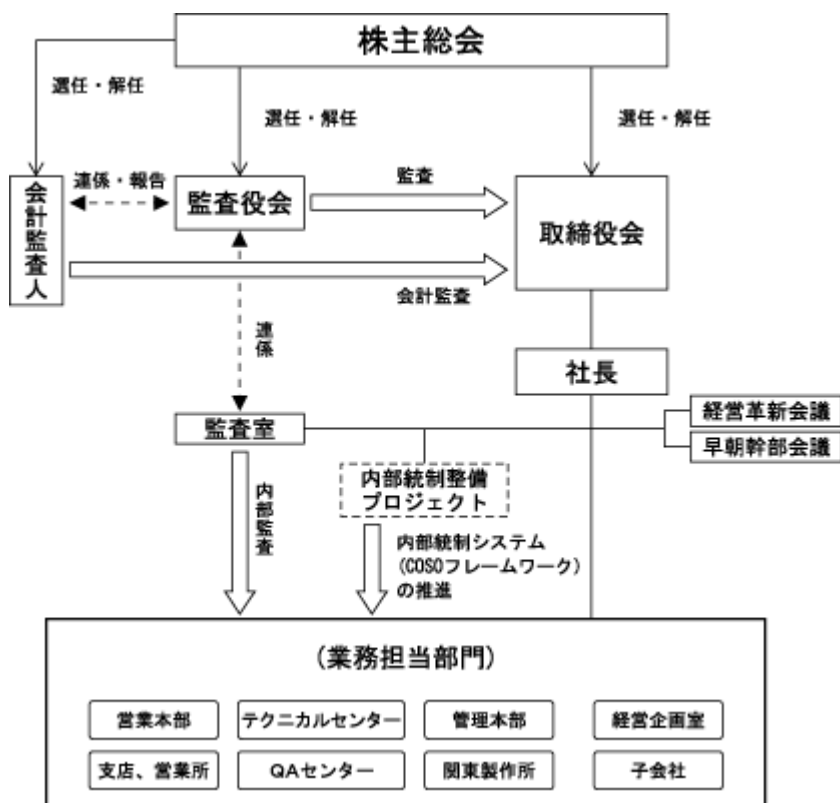 株主総会
選任・解任
選任・解任
選任・解任
会計監査人
連係・報告
監査役会
監査
取締役会
会計監査
連係
社長
監査室
経営革新会議
早朝幹部会議
内部統制整備
プロジェクト
内部監査
内部統制システム
(COSOフレームワーク)
の推進
(業務担当部門)
営業本部
テクニカルセンター
管理本部
経営企画室
支店、営業所
QAセンター
関東製作所
子会社